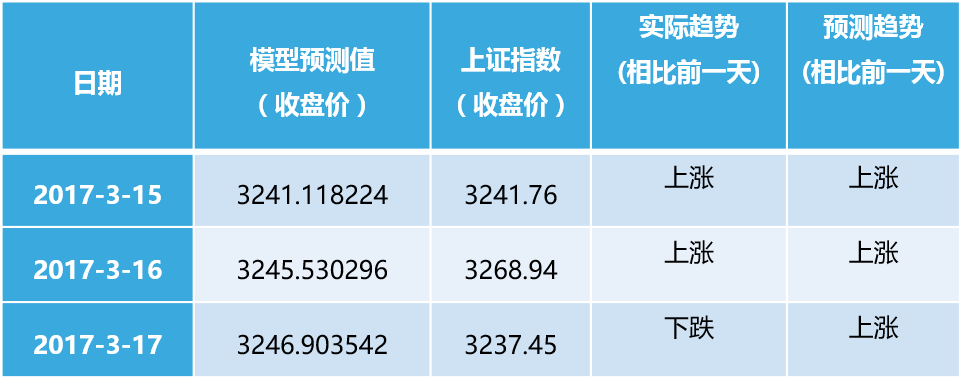 日期
模型预测值
（收盘价）
上证指数
（收盘价）
实际趋势
(相比前一天)
预测趋势
(相比前一天)
2017-3-15
3241.118224
3241.76
上涨
上涨
2017-3-16
3245.530296
3268.94
上涨
上涨
2017-3-17
3246.903542
3237.45
下跌
上涨